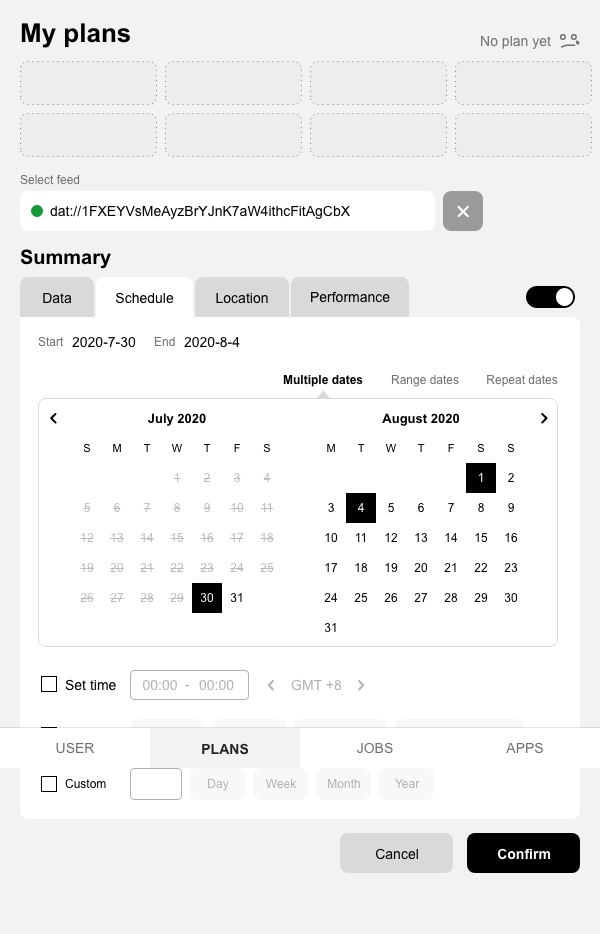 My plans
No plan yet
Select feed
dat://1FXEYVsMeAyzBrYJnK7aW4ithcFitAgCbX
Summary
Data Schedule Location Performance
Start 2020-7-30 End 2020-8-4
Multiple dates Range dates Repeat dates
July 2020 August 2020
S M T W T F S M T W T F S S
1 2 3 4 1 2
5 6 7 8 9 10 11 3 4 5 6 7 8 9
12 13 14 15 16 17 18 10 11 12 13 14 15 16
19 20 21 22 23 24 25 17 18 19 20 21 22 23
26 27 28 29 30 31 24 25 26 27 28 29 30
31
Set time 00:00 - 00:00 GMT +8
USER PLANS JOBS APPS
Custom Day Week Month Year
Cancel Confirm